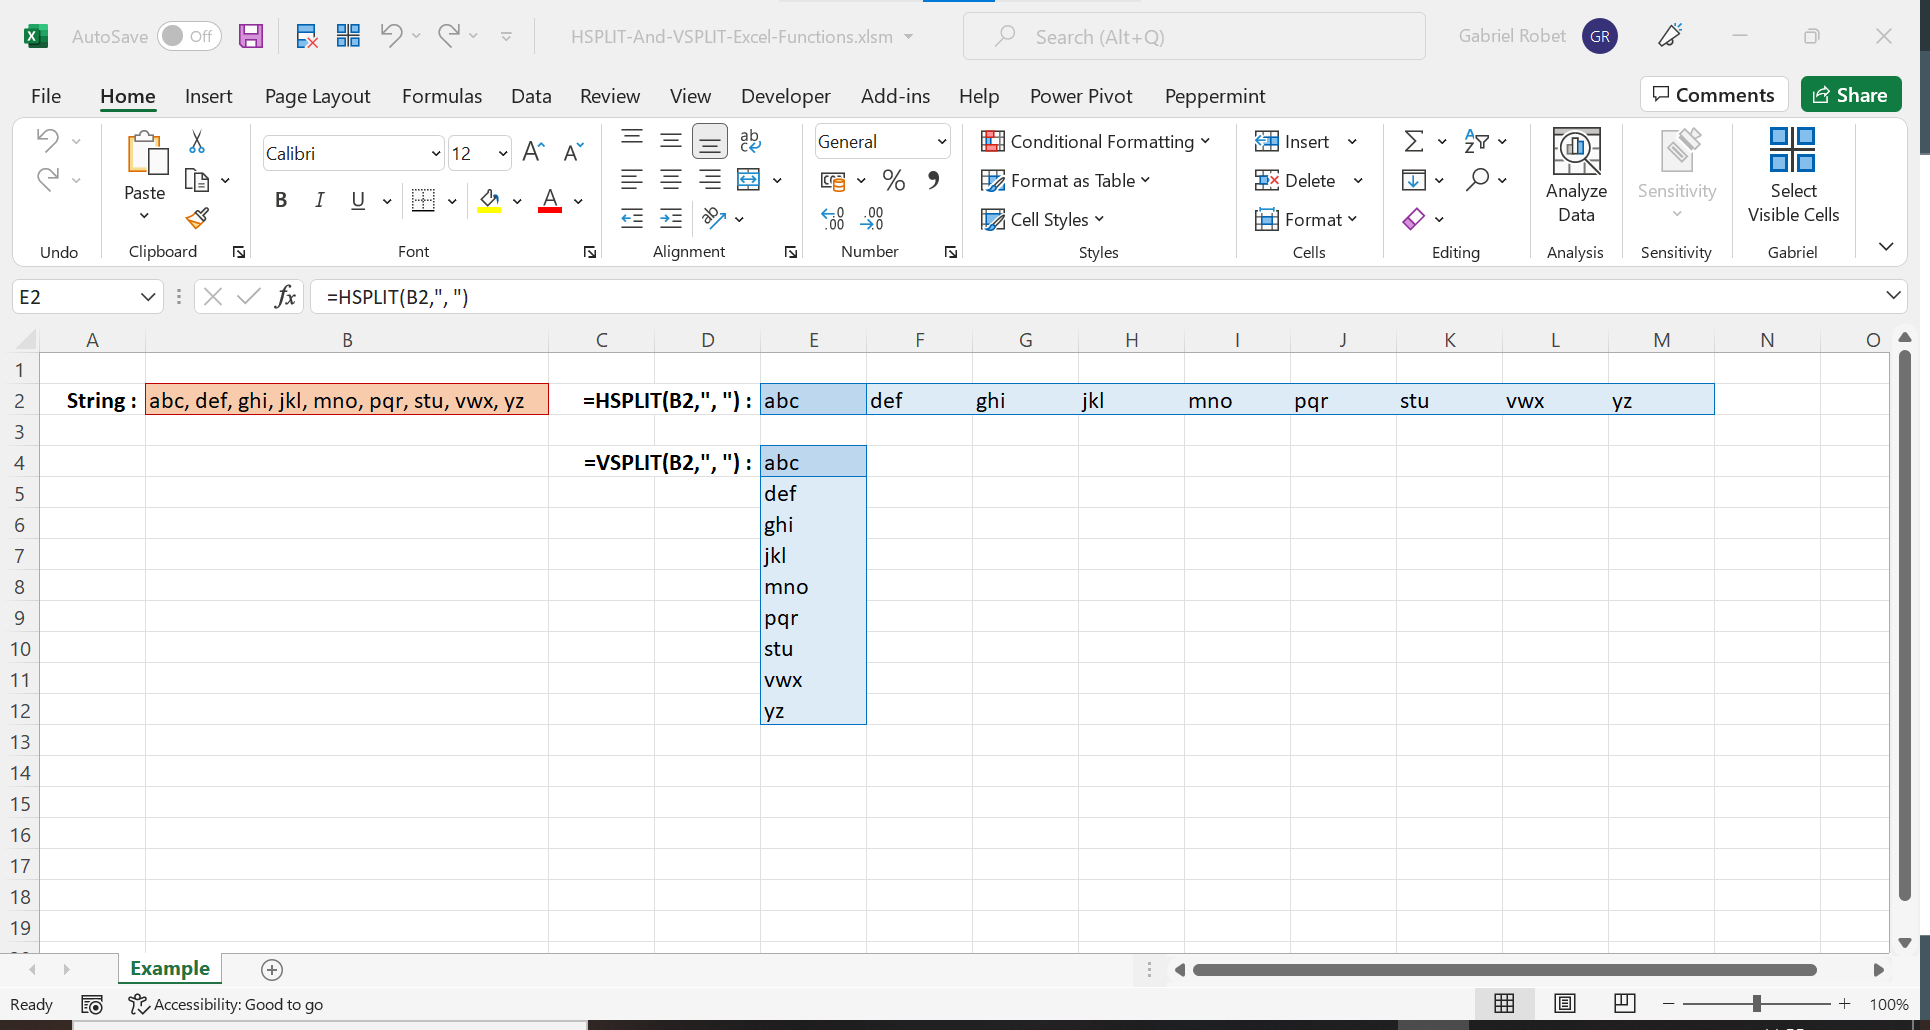 AutoSave Off HSPLIT-And-VSPLIT-Excel-Functions.xlsm Search (Alt+Q) Gabriel Robet GR
File Home Insert Page Layout Formulas Data Review View Developer Add-ins Help Power Pivot Peppermint Comments Share
Paste
Undo
Clipboard
Calibri 12
B I U A
Font
ab
Alignment
General
% 9
Number
Conditional Formatting
Format as Table
Cell Styles
Styles
Insert
Delete
Format
Cells
Editing
Analyze
Data
Analysis
Sensitivity
Sensitivity
Select
Visible Cells
Gabriel
E2 fx =HSPLIT(B2,", ")
A B C D E F G H I J K L M N O
1
2 String : abc, def, ghi, jkl, mno, pqr, stu, vwx, yz =HSPLIT(B2,", ") : abc def ghi jkl mno pqr stu vwx yz
3
4 =VSPLIT(B2,", ") : abc
5 def
6 ghi
7 jkl
8 mno
9 pqr
10 stu
11 vwx
12 yz
13
14
15
16
17
18
19
Example
Ready Accessibility: Good to go 100%